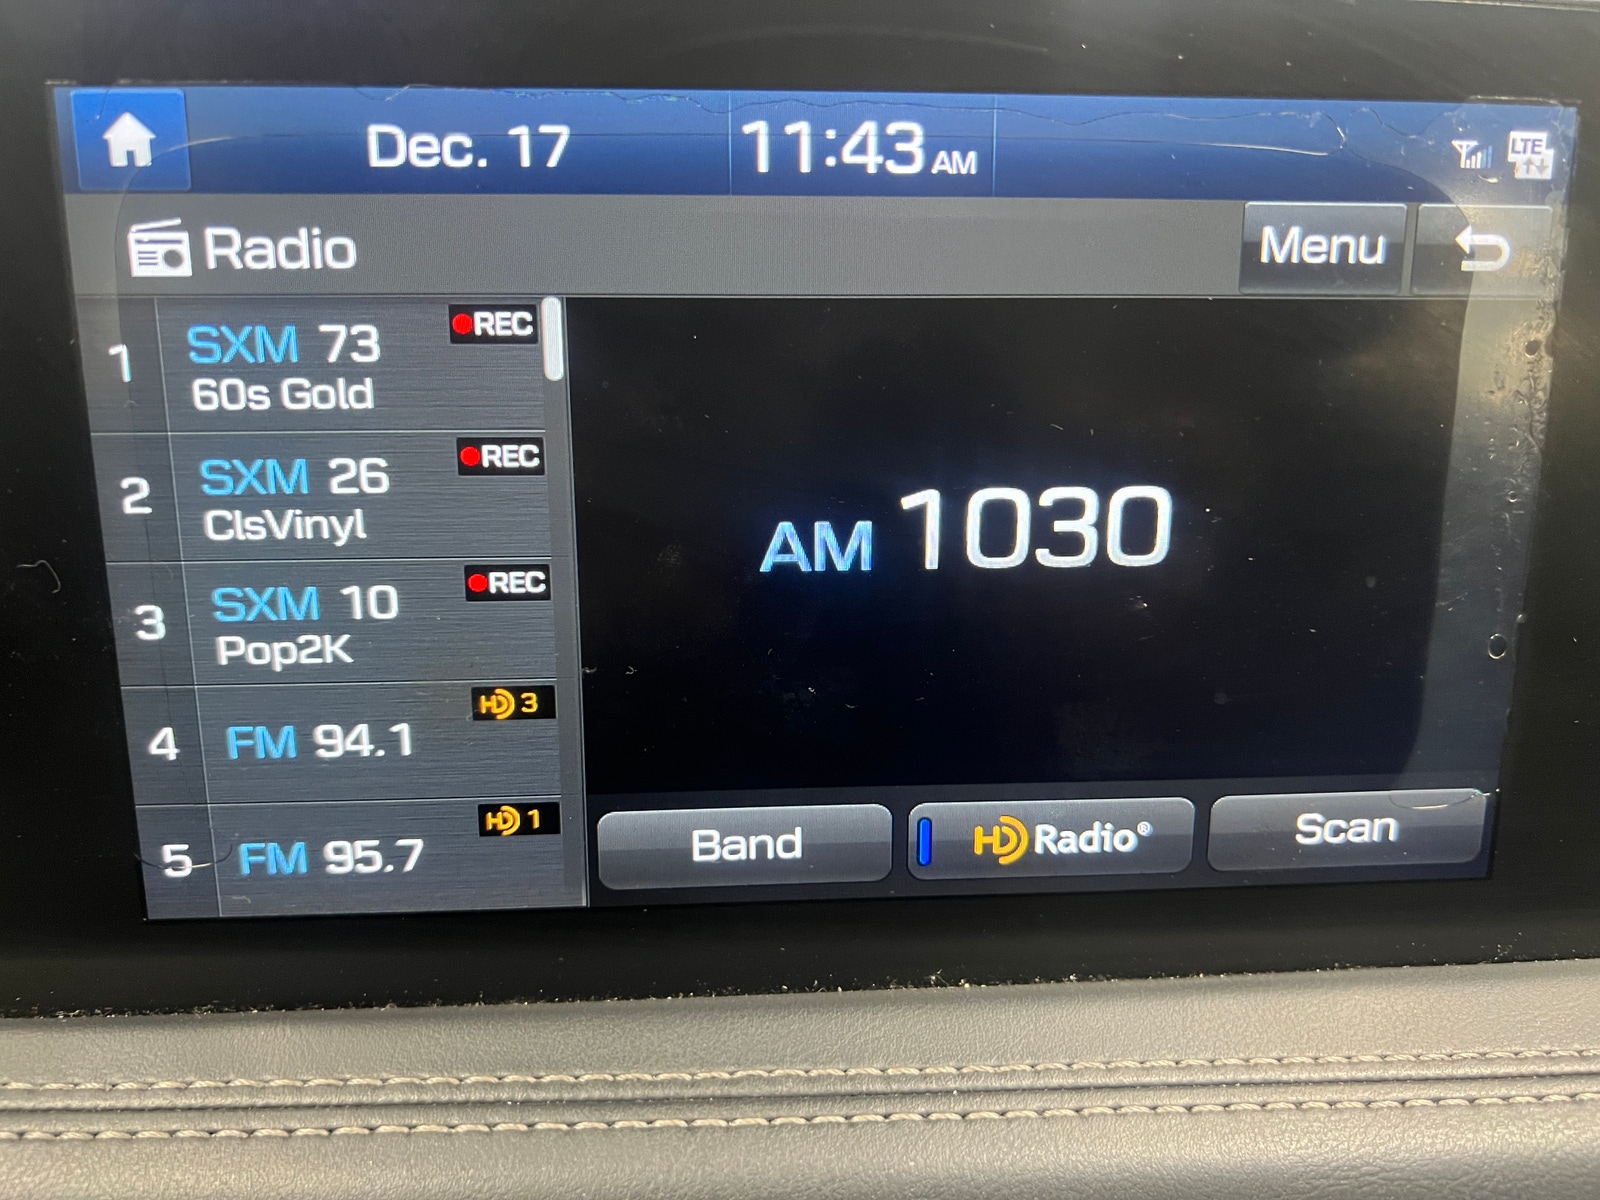 Dec. 17 11:43 AM LTE
Radio Menu
1 SXM 73 REC
60s Gold
2 SXM 26 REC
ClsVinyl
3 SXM 10 REC
Pop2K
4 FM 94.1 HD 3
5 FM 95.7 HD 1
AM 1030
Band HD Radio® Scan